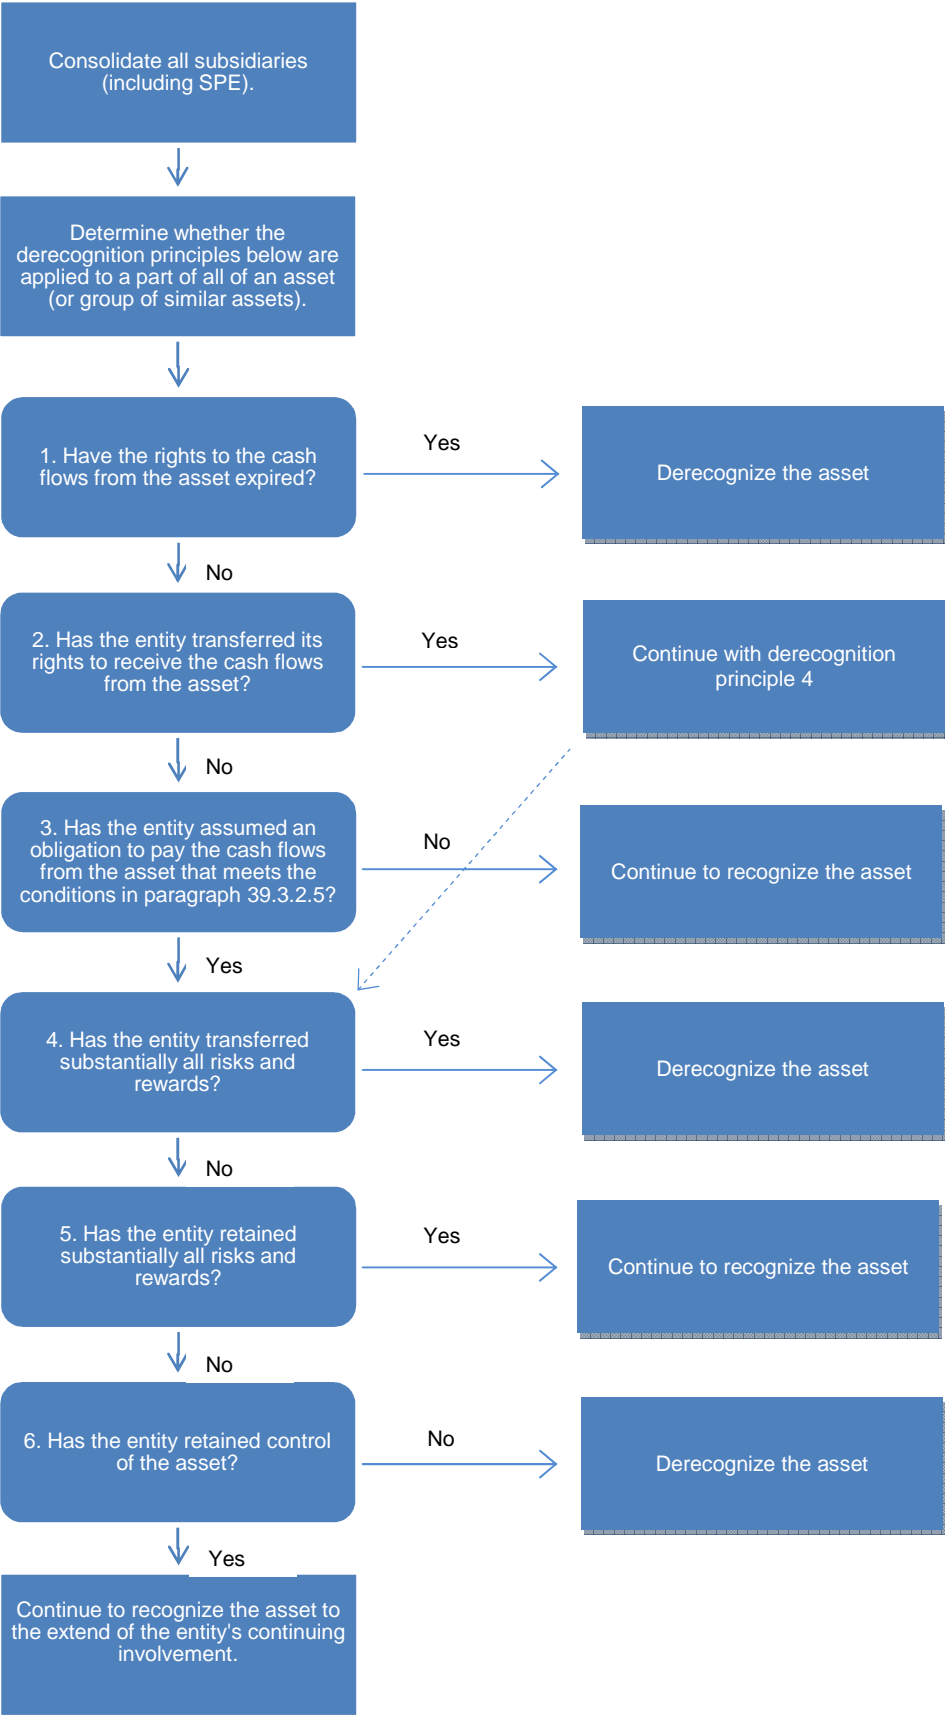 Consolidate all subsidiaries
(including SPE).
Determine whether the
derecognition principles below are
applied to a part of all of an asset
(or group of similar assets).
1. Have the rights to the cash
flows from the asset expired?
Yes
Derecognize the asset
No
2. Has the entity transferred its
rights to receive the cash flows
from the asset?
Yes
Continue with derecognition
principle 4
No
3. Has the entity assumed an
obligation to pay the cash flows
from the asset that meets the
conditions in paragraph 39.3.2.5?
No
Continue to recognize the asset
Yes
4. Has the entity transferred
substantially all risks and
rewards?
Yes
Derecognize the asset
No
5. Has the entity retained
substantially all risks and
rewards?
Yes
Continue to recognize the asset
No
6. Has the entity retained control
of the asset?
No
Derecognize the asset
Yes
Continue to recognize the asset to
the extend of the entity's continuing
involvement.